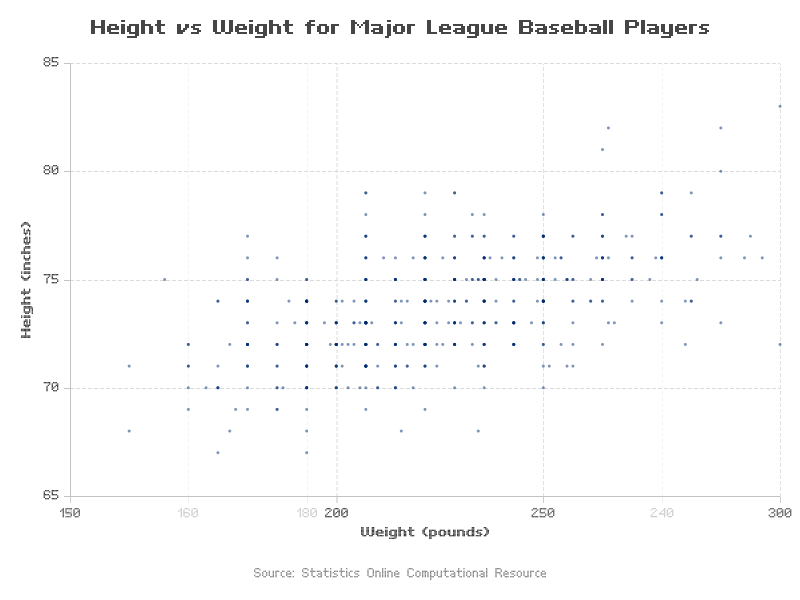 Height vs Weight for Major League Baseball Players
85
80
75
70
65
Height (inches)
150 160 180 200 250 240 300
Weight (pounds)
Source: Statistics Online Computational Resource